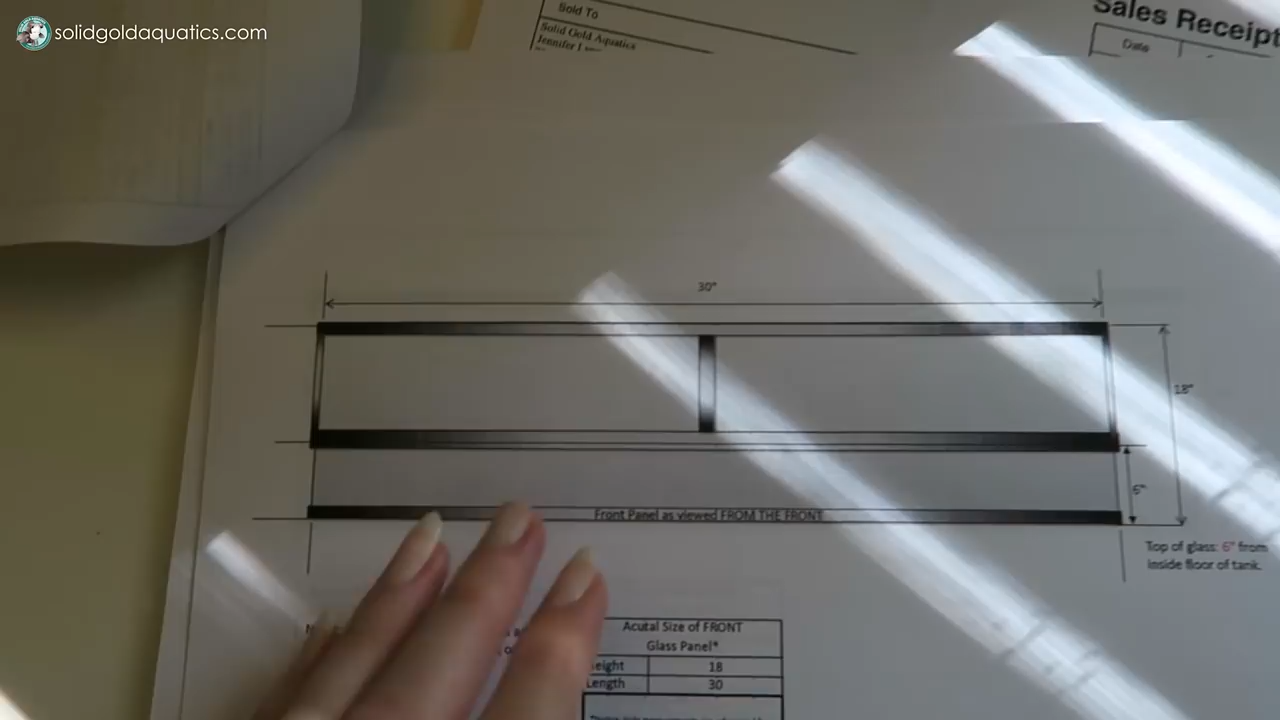 solidgoldaquatics.com
Sold To
Solid Gold Aquatics
Jennifer
Sales Receipt
Date
30"
18"
6"
Front Panel as viewed FROM THE FRONT
Top of glass: 6" from
inside floor of tank.
Acutal Size of FRONT
Glass Panel*
eight 18
Length 30